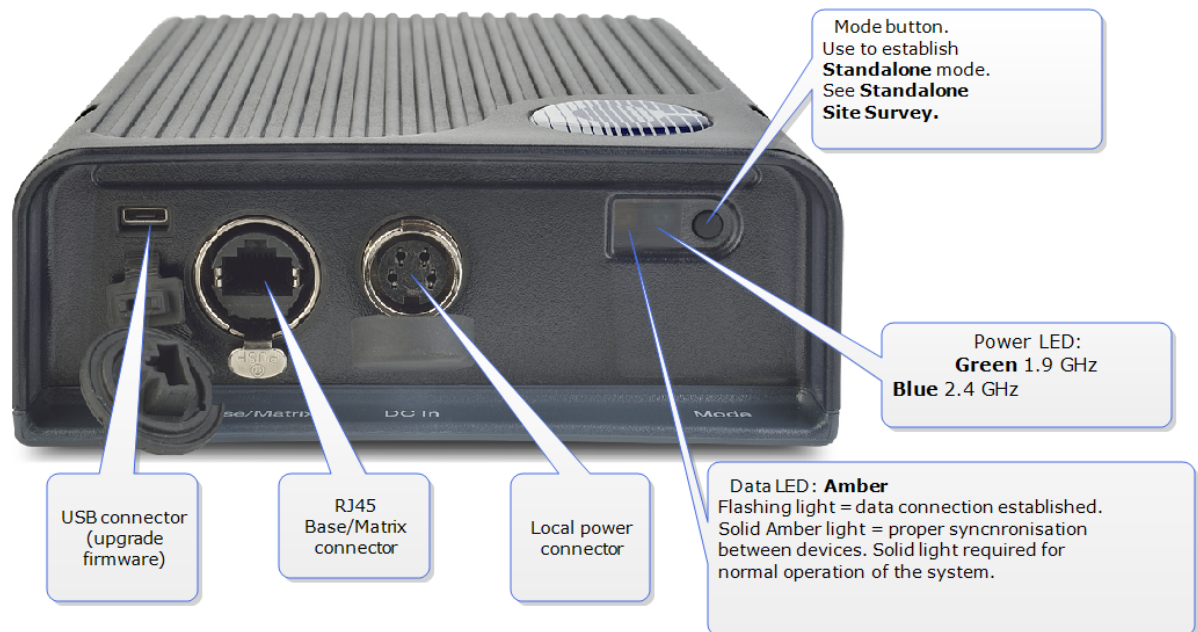 Mode button.
Use to establish
Standalone mode.
See Standalone
Site Survey.
Power LED:
Green 1.9 GHz
Blue 2.4 GHz
PUSH
se/Matrix
DC In
Mode
USB connector
(upgrade
firmware)
RJ45
Base/Matrix
connector
Local power
connector
Data LED: Amber
Flashing light = data connection established.
Solid Amber light = proper syncnronisation
between devices. Solid light required for
normal operation of the system.